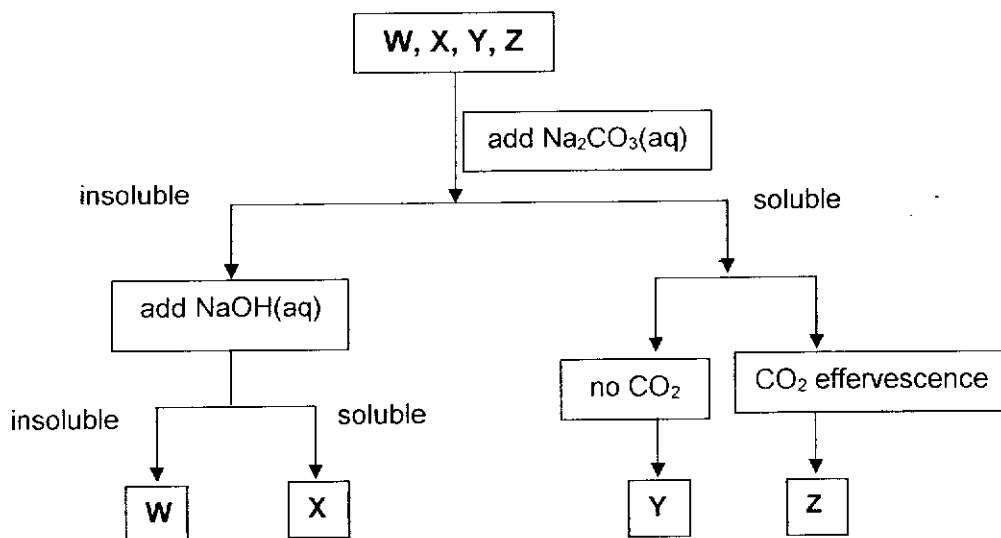 W, X, Y, Z
add Na₂CO₃(aq)
insoluble
soluble
add NaOH(aq)
no CO₂
CO₂ effervescence
insoluble
soluble
W
X
Y
Z